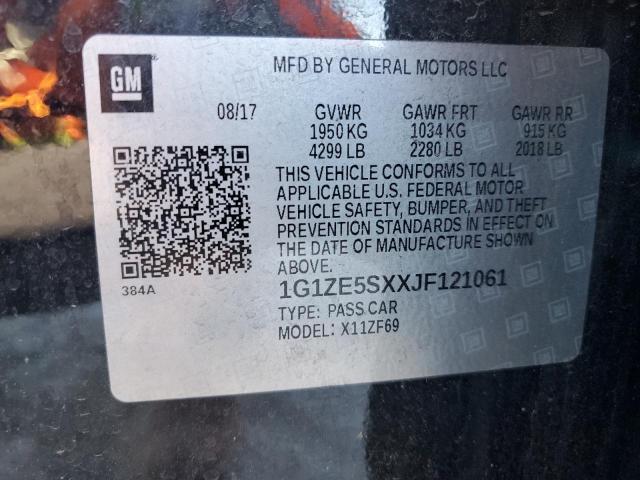 GM
MFD BY GENERAL MOTORS LLC
08/17 GVWR GAWR FRT GAWR RR
1950 KG 1034 KG 915 KG
4299 LB 2280 LB 2018 LB
THIS VEHICLE CONFORMS TO ALL
APPLICABLE U.S. FEDERAL MOTOR
VEHICLE SAFETY, BUMPER, AND THEFT
PREVENTION STANDARDS IN EFFECT ON
THE DATE OF MANUFACTURE SHOWN
ABOVE.
384A
1G1ZE5SXXJF121061
TYPE: PASS CAR
MODEL: X11ZF69